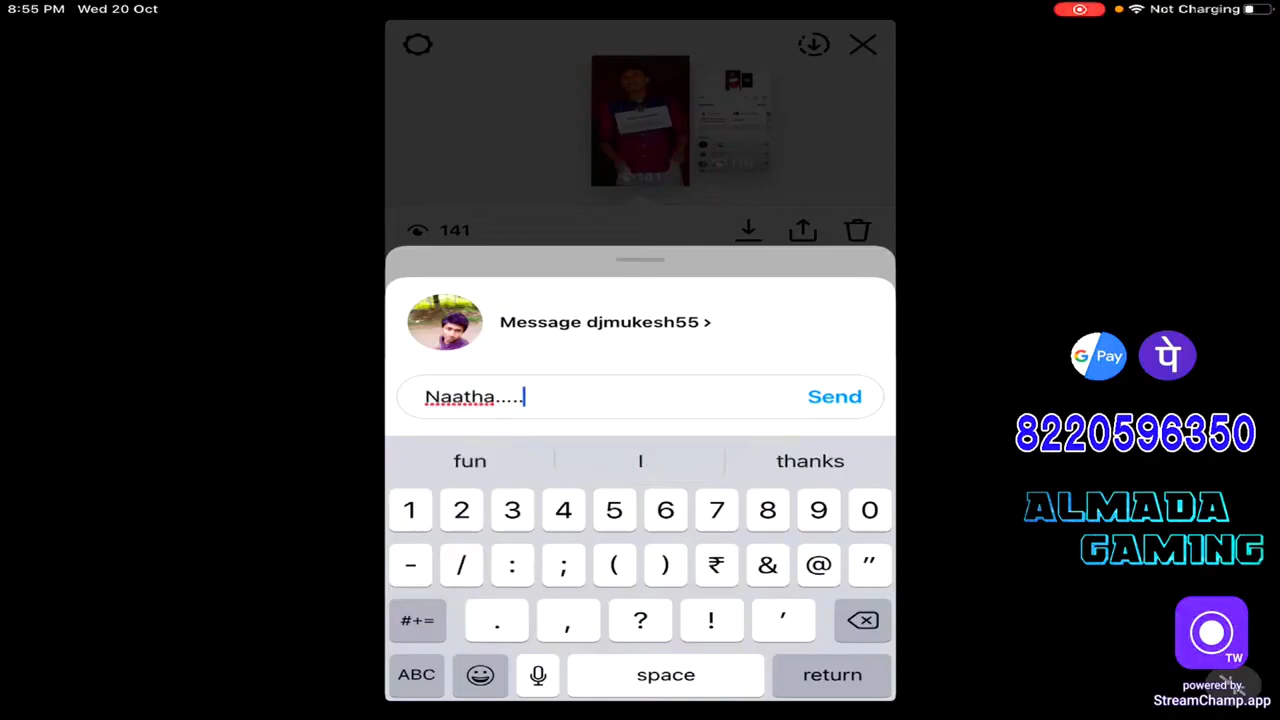 8:55 PM Wed 20 Oct
Not Charging
141
Message djmukesh55 >
Naatha.....
Send
fun I thanks
1 2 3 4 5 6 7 8 9 0
- / : ; ( ) ₹ & @ "
#+= . , ? ! '
ABC space return
G Pay पे
8220596350
ALMADA
GAMING
TW
powered by
StreamChamp.app